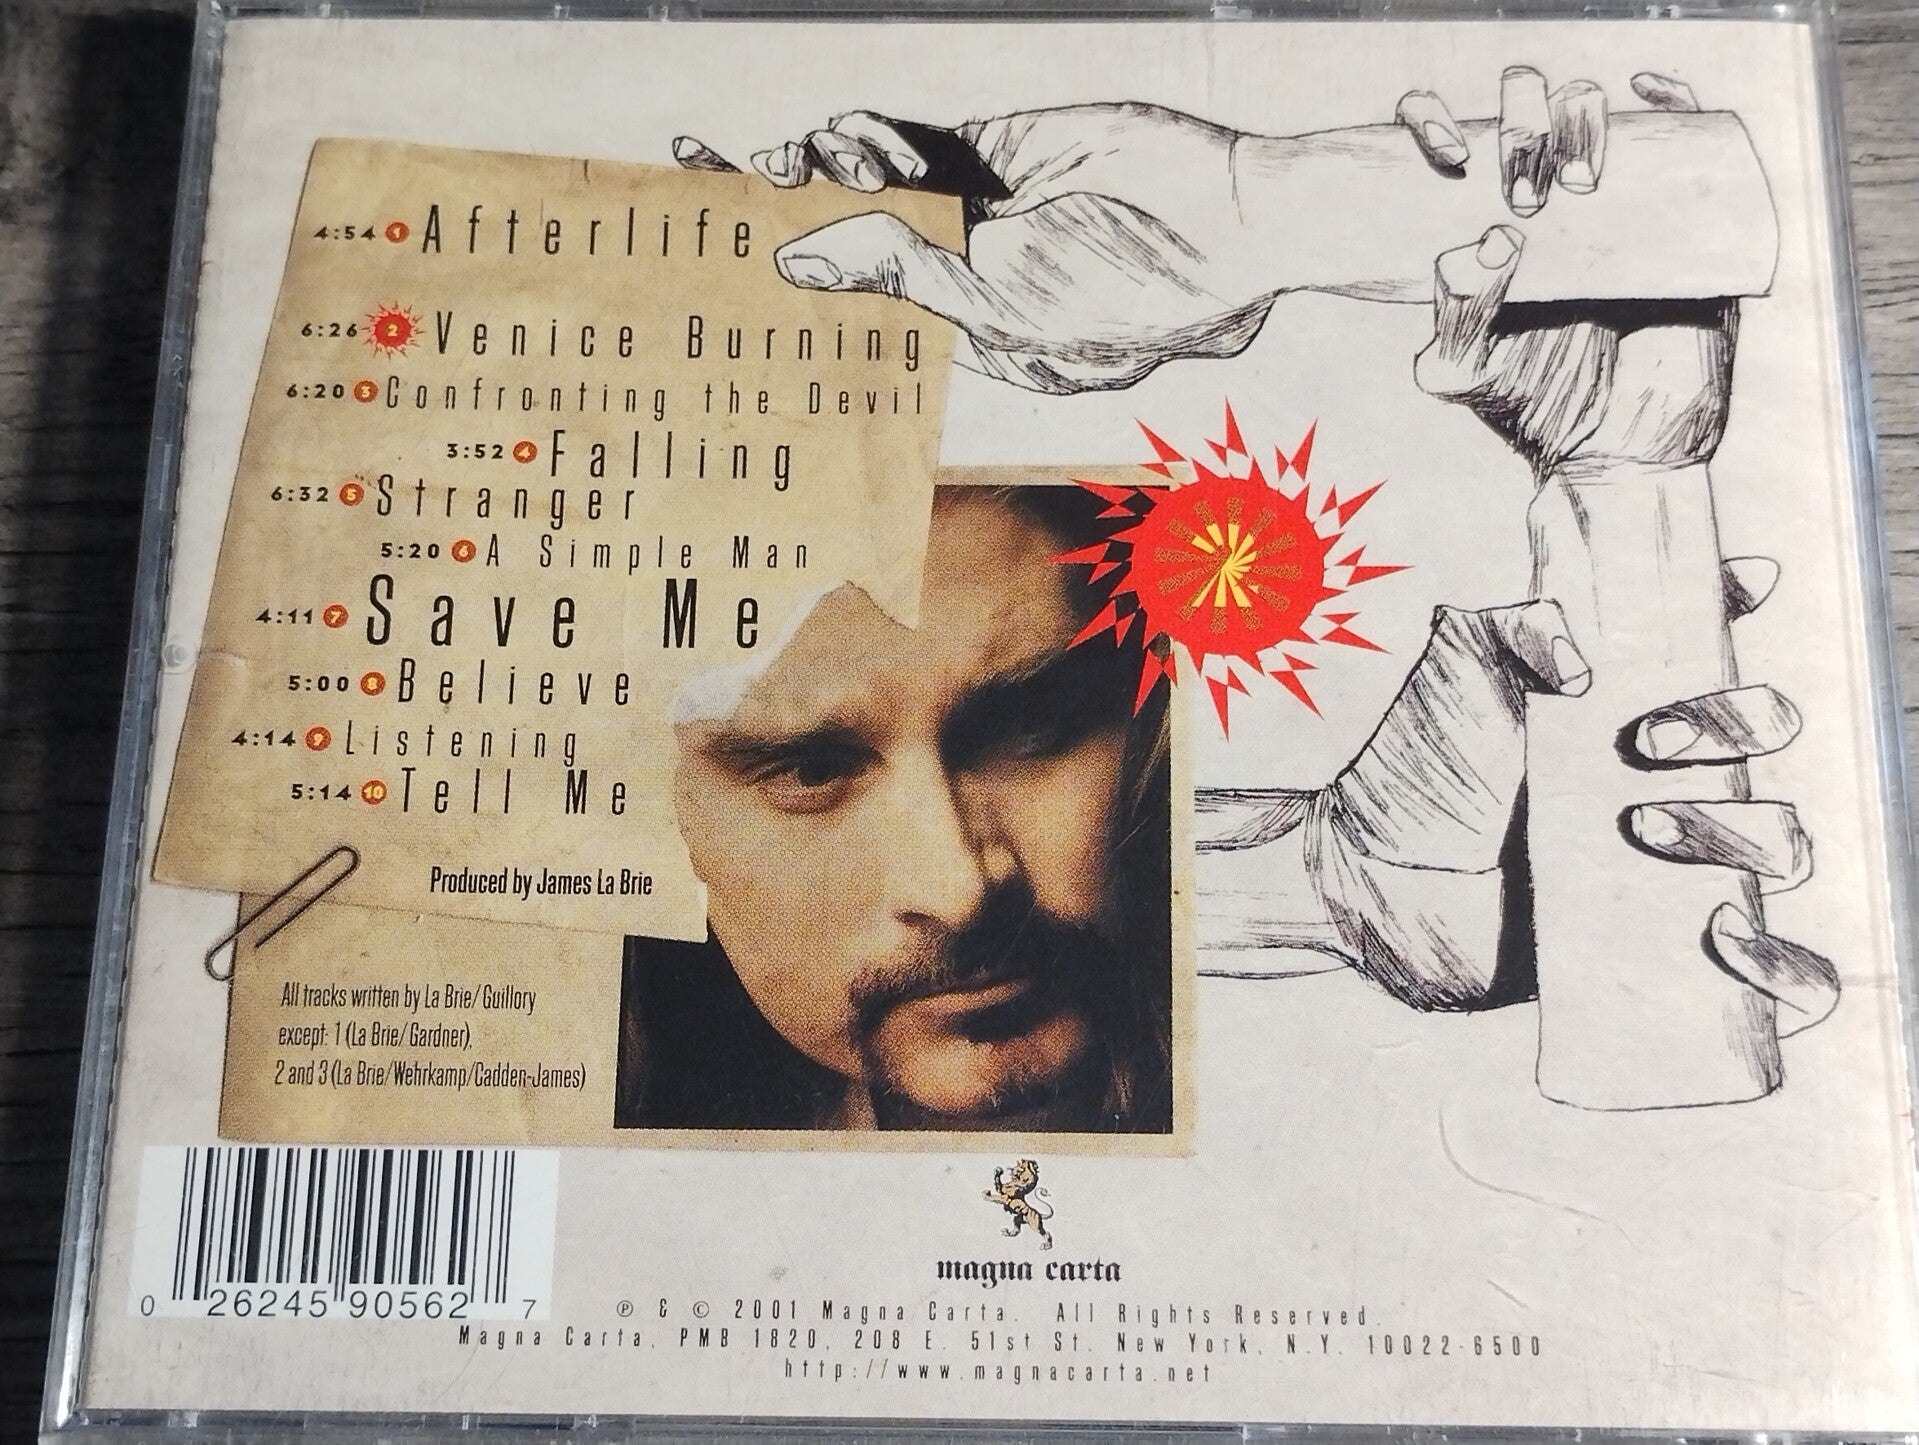 4:54 1 Afterlife
6:26 2 Venice Burning
6:20 3 Confronting the Devil
3:52 4 Falling
6:32 5 Stranger
5:20 6 A Simple Man
4:11 7 Save Me
5:00 8 Believe
4:14 9 Listening
5:14 10 Tell Me
Produced by James La Brie
All tracks written by La Brie/Guillory
except: 1 (La Brie/Gardner),
2 and 3 (La Brie/Wehrkamp/Cadden-James)
0 26245 90562 7
magna carta
℗ & © 2001 Magna Carta. All Rights Reserved.
Magna Carta, PMB 1820, 208 E. 51st St. New York, N.Y. 10022-6500
http://www.magnacarta.net